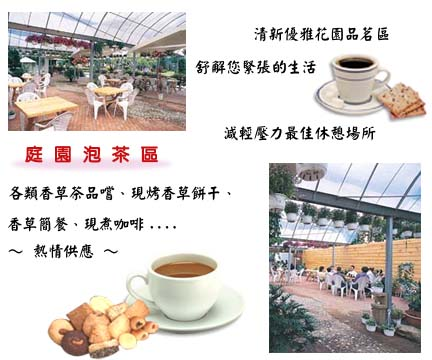 清新優雅花園品茗區
舒解您緊張的生活
減輕壓力最佳休憩場所
庭園泡茶區
各類香草茶品嚐、現烤香草餅干、
香草簡餐、現煮咖啡....
～ 熱情供應 ～